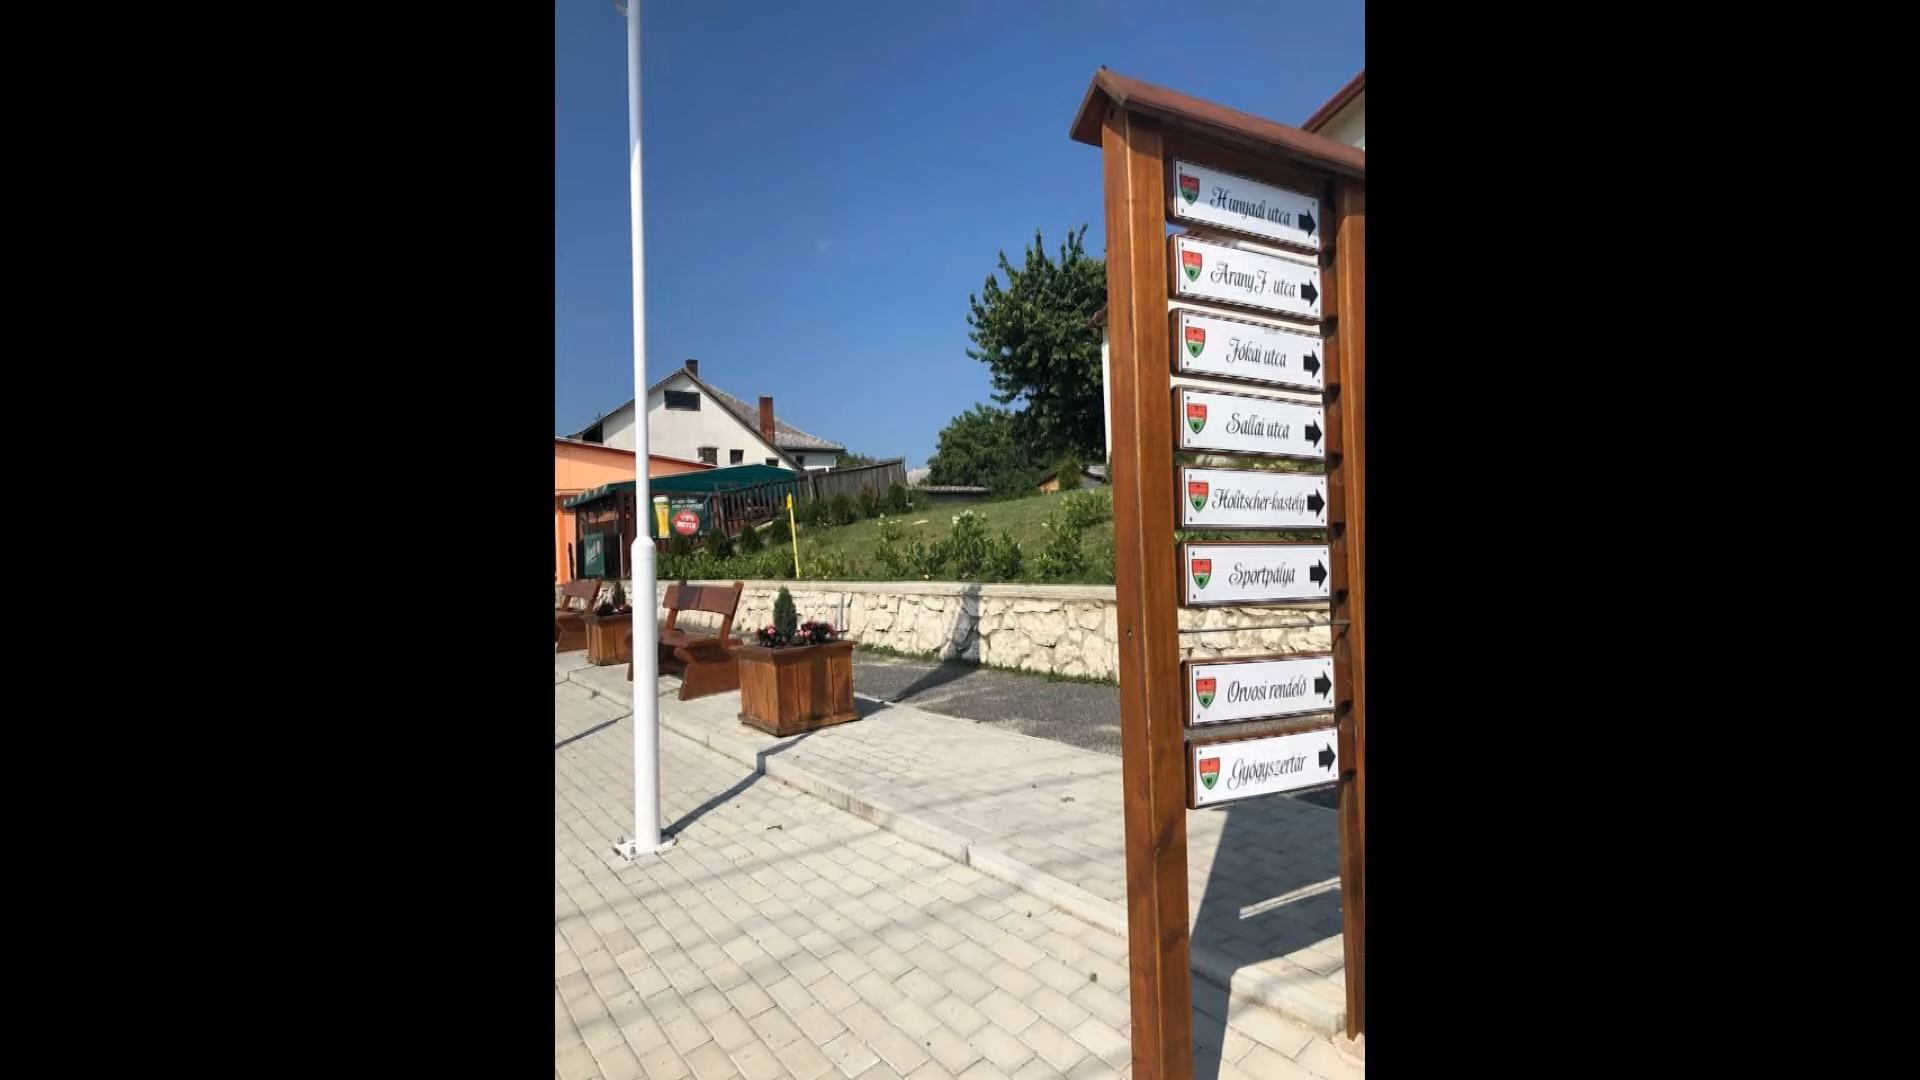 Hunyadi utca
Arany J. utca
Jókai utca
Sallai utca
Holitscher-kastély
Sportpálya
Orvosi rendelő
Gyógyszertár